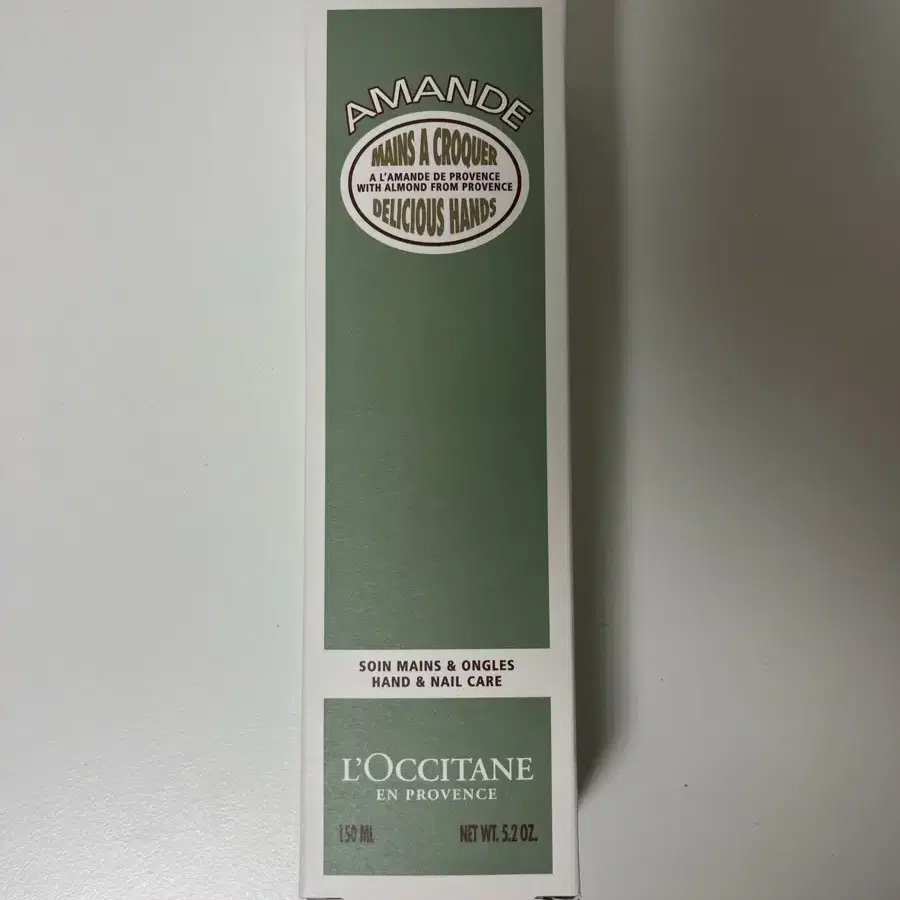 AMANDE
MAINS A CROQUER
A L'AMANDE DE PROVENCE
WITH ALMOND FROM PROVENCE
DELICIOUS HANDS
SOIN MAINS & ONGLES
HAND & NAIL CARE
L'OCCITANE
EN PROVENCE
150 ML NET WT. 5.2 OZ.